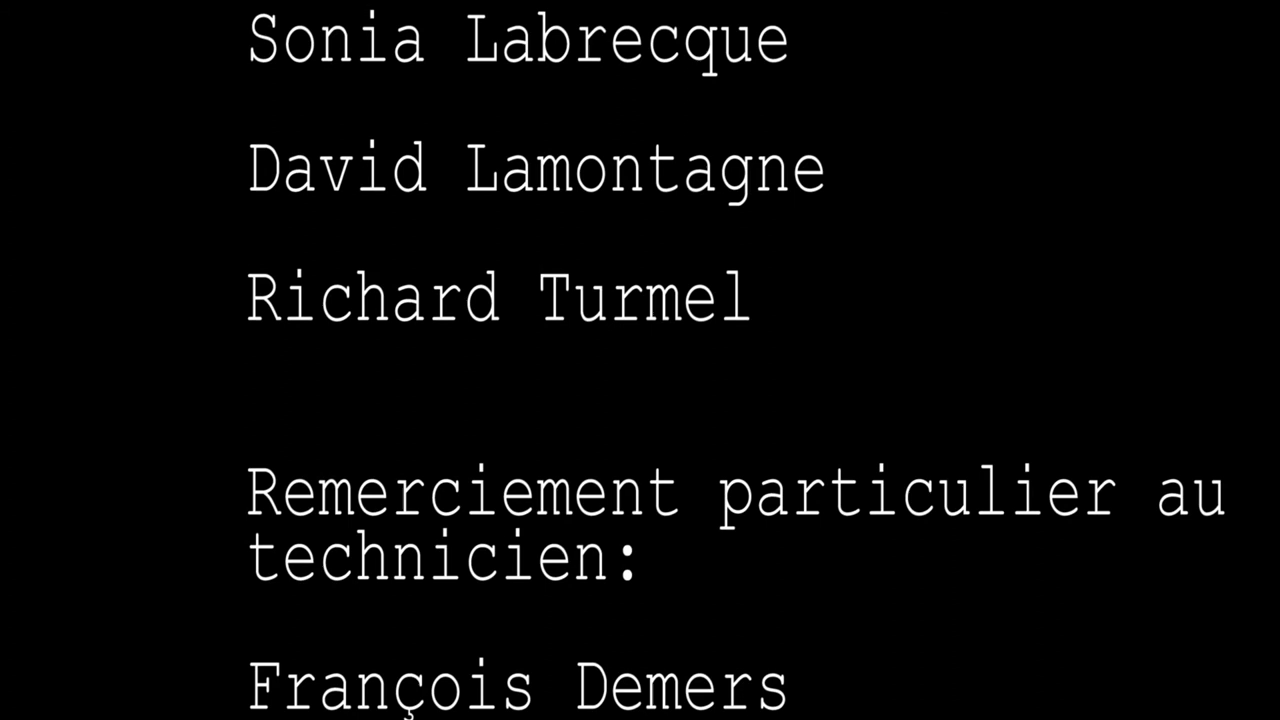 Sonia Labrecque
David Lamontagne
Richard Turmel
Remerciement particulier au
technicien:
François Demers